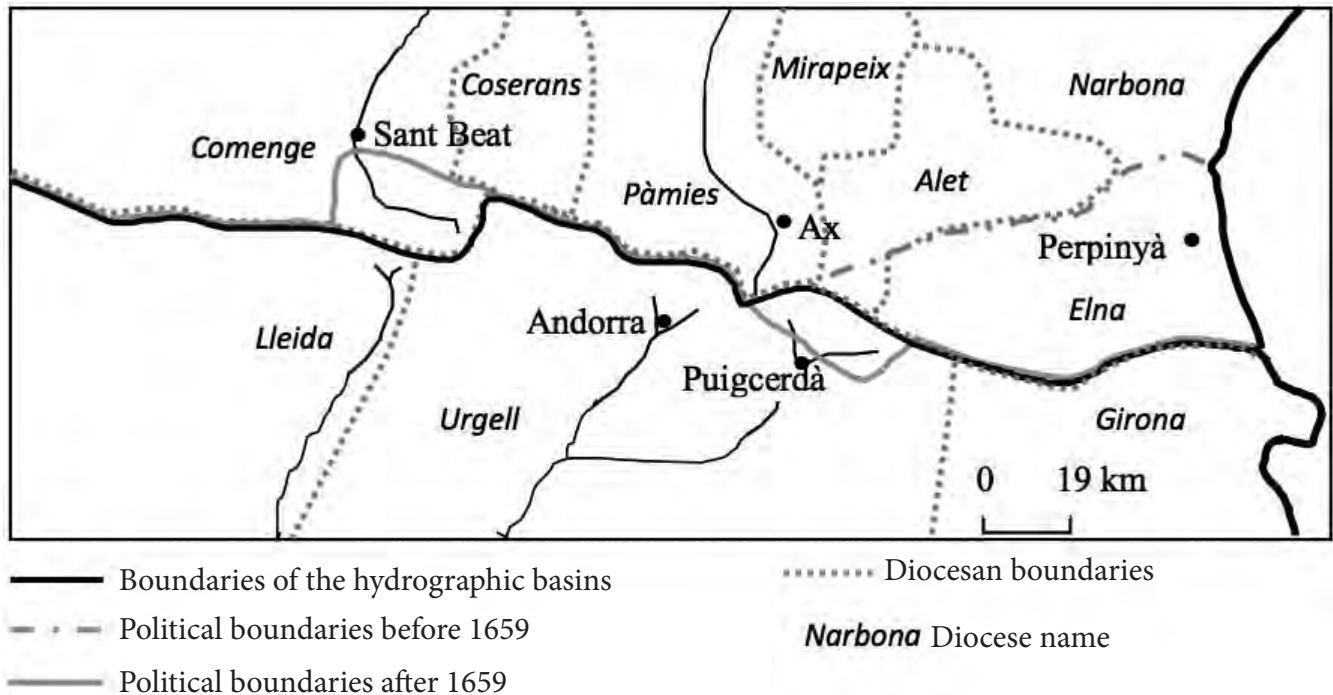 Mirapeix
Narbona
Coserans
Sant Beat
Comenge
Pàmies
Alet
Ax
Perpinyà
Andorra
Elna
Lleida
Puigcerdà
Urgell
Girona
0 19 km
Boundaries of the hydrographic basins
Diocesan boundaries
Political boundaries before 1659
Narbona Diocese name
Political boundaries after 1659